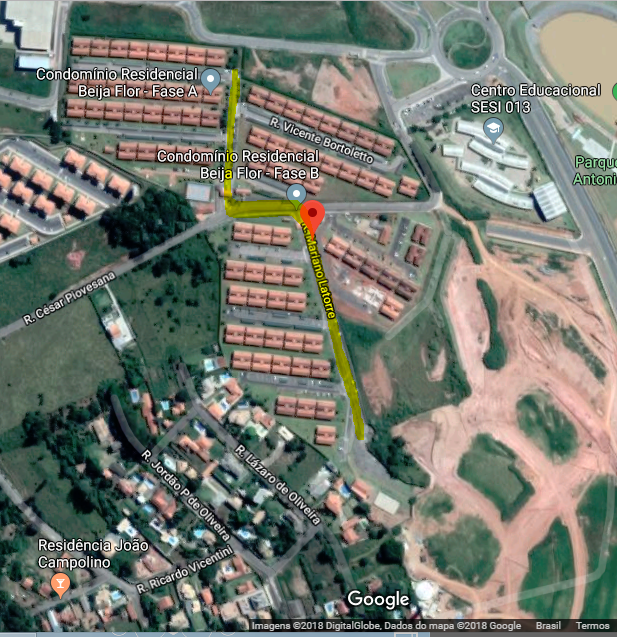 Condomínio Residencial
Beija Flor - Fase A
Centro Educacional
SESI 013
R. Vicente Bortoletto
Condomínio Residencial
Beija Flor - Fase B
Parque
Antonio
Mariano Latorre
R. César Piovesana
R. Jordão P de Oliveira
R. Lázaro de Oliveira
Residência João
Campolino
R. Ricardo Vicentini
Google
Imagens ©2018 DigitalGlobe, Dados do mapa ©2018 Google Brasil Termos